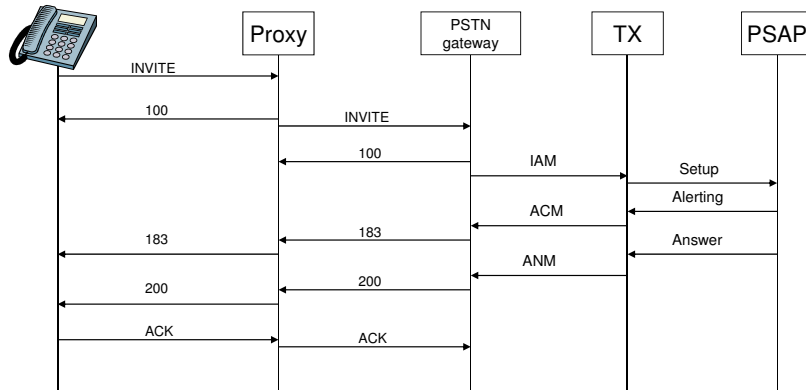 Proxy
PSTN
gateway
TX
PSAP
INVITE
100
INVITE
100
IAM
Setup
Alerting
ACM
183
183
Answer
ANM
200
200
ACK
ACK